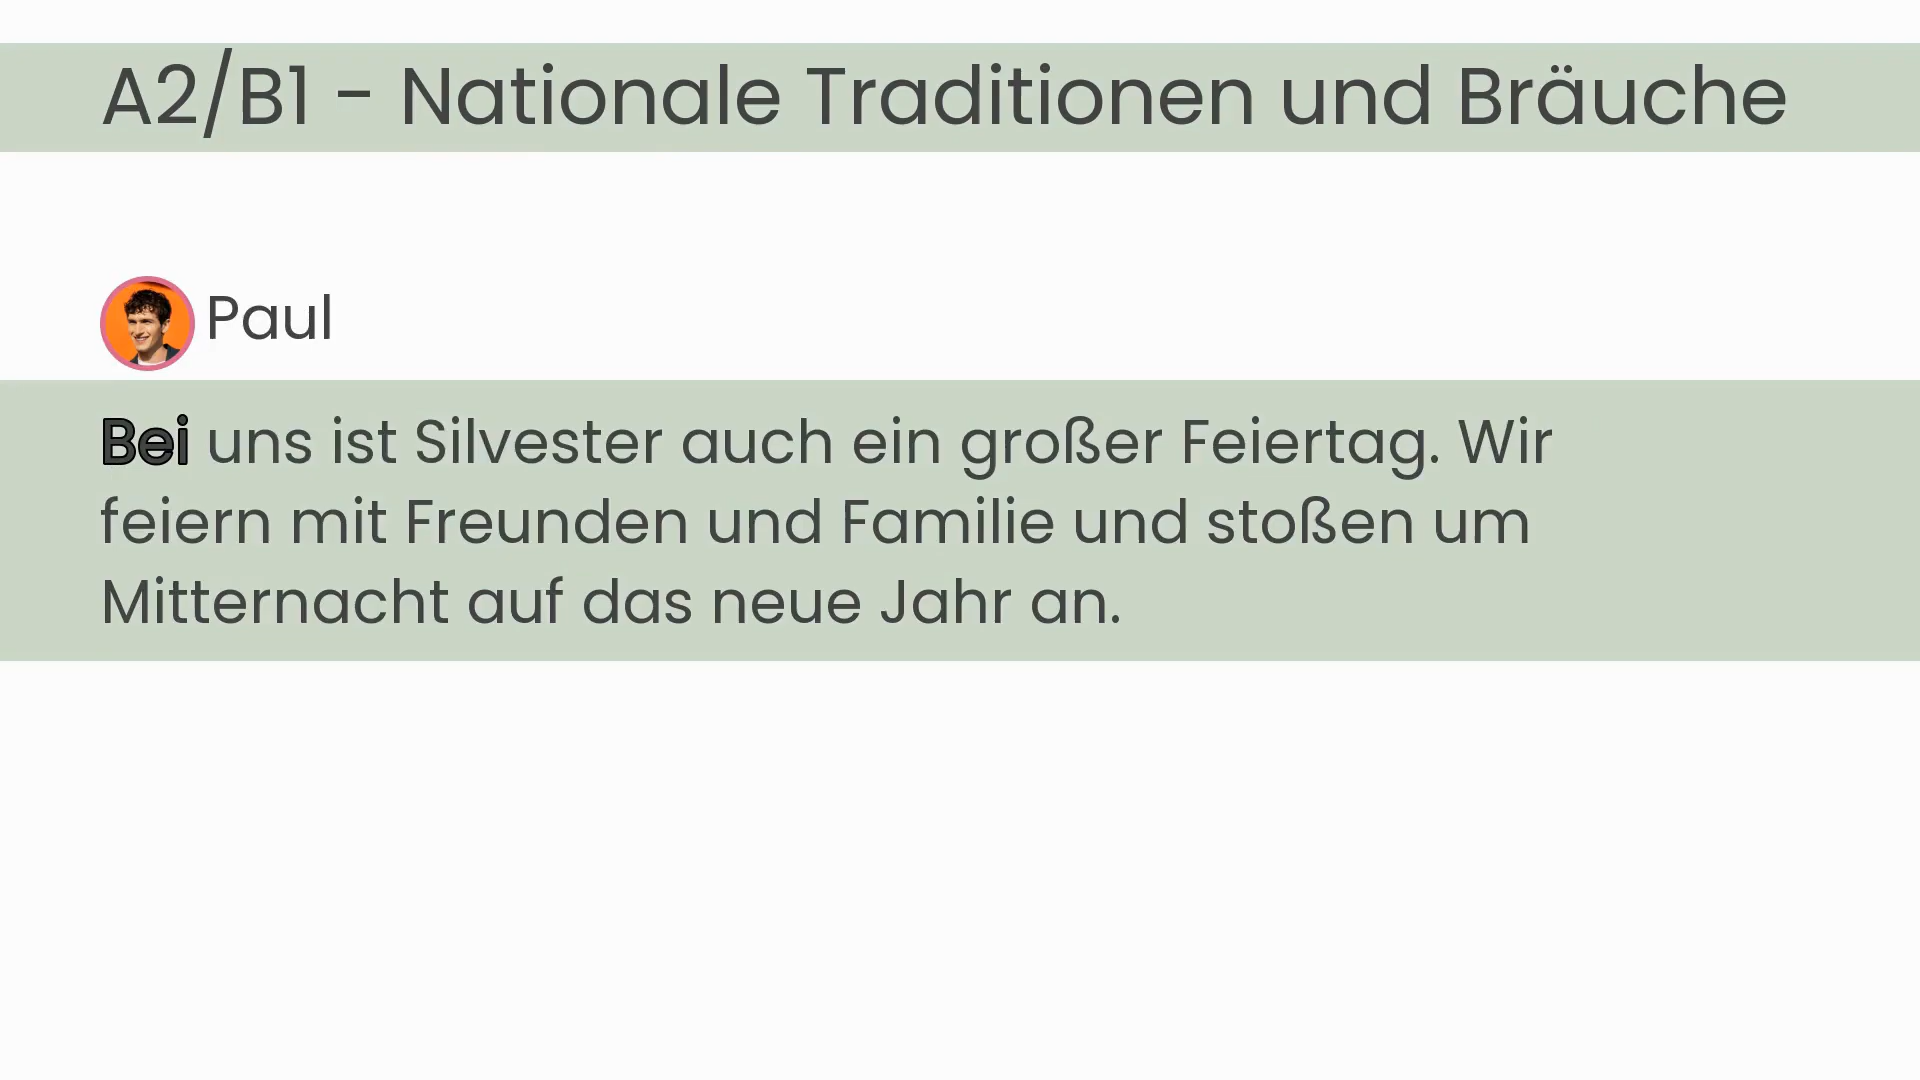 A2/B1 - Nationale Traditionen und Bräuche
Paul
Bei uns ist Silvester auch ein großer Feiertag. Wir
feiern mit Freunden und Familie und stoßen um
Mitternacht auf das neue Jahr an.